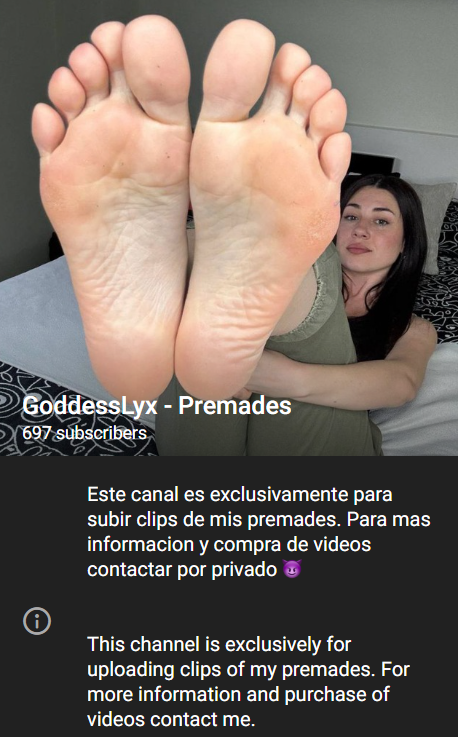 GoddessLyx - Premades
697 subscribers
Este canal es exclusivamente para
subir clips de mis premades. Para mas
informacion y compra de videos
contactar por privado 😈
This channel is exclusively for
uploading clips of my premades. For
more information and purchase of
videos contact me.